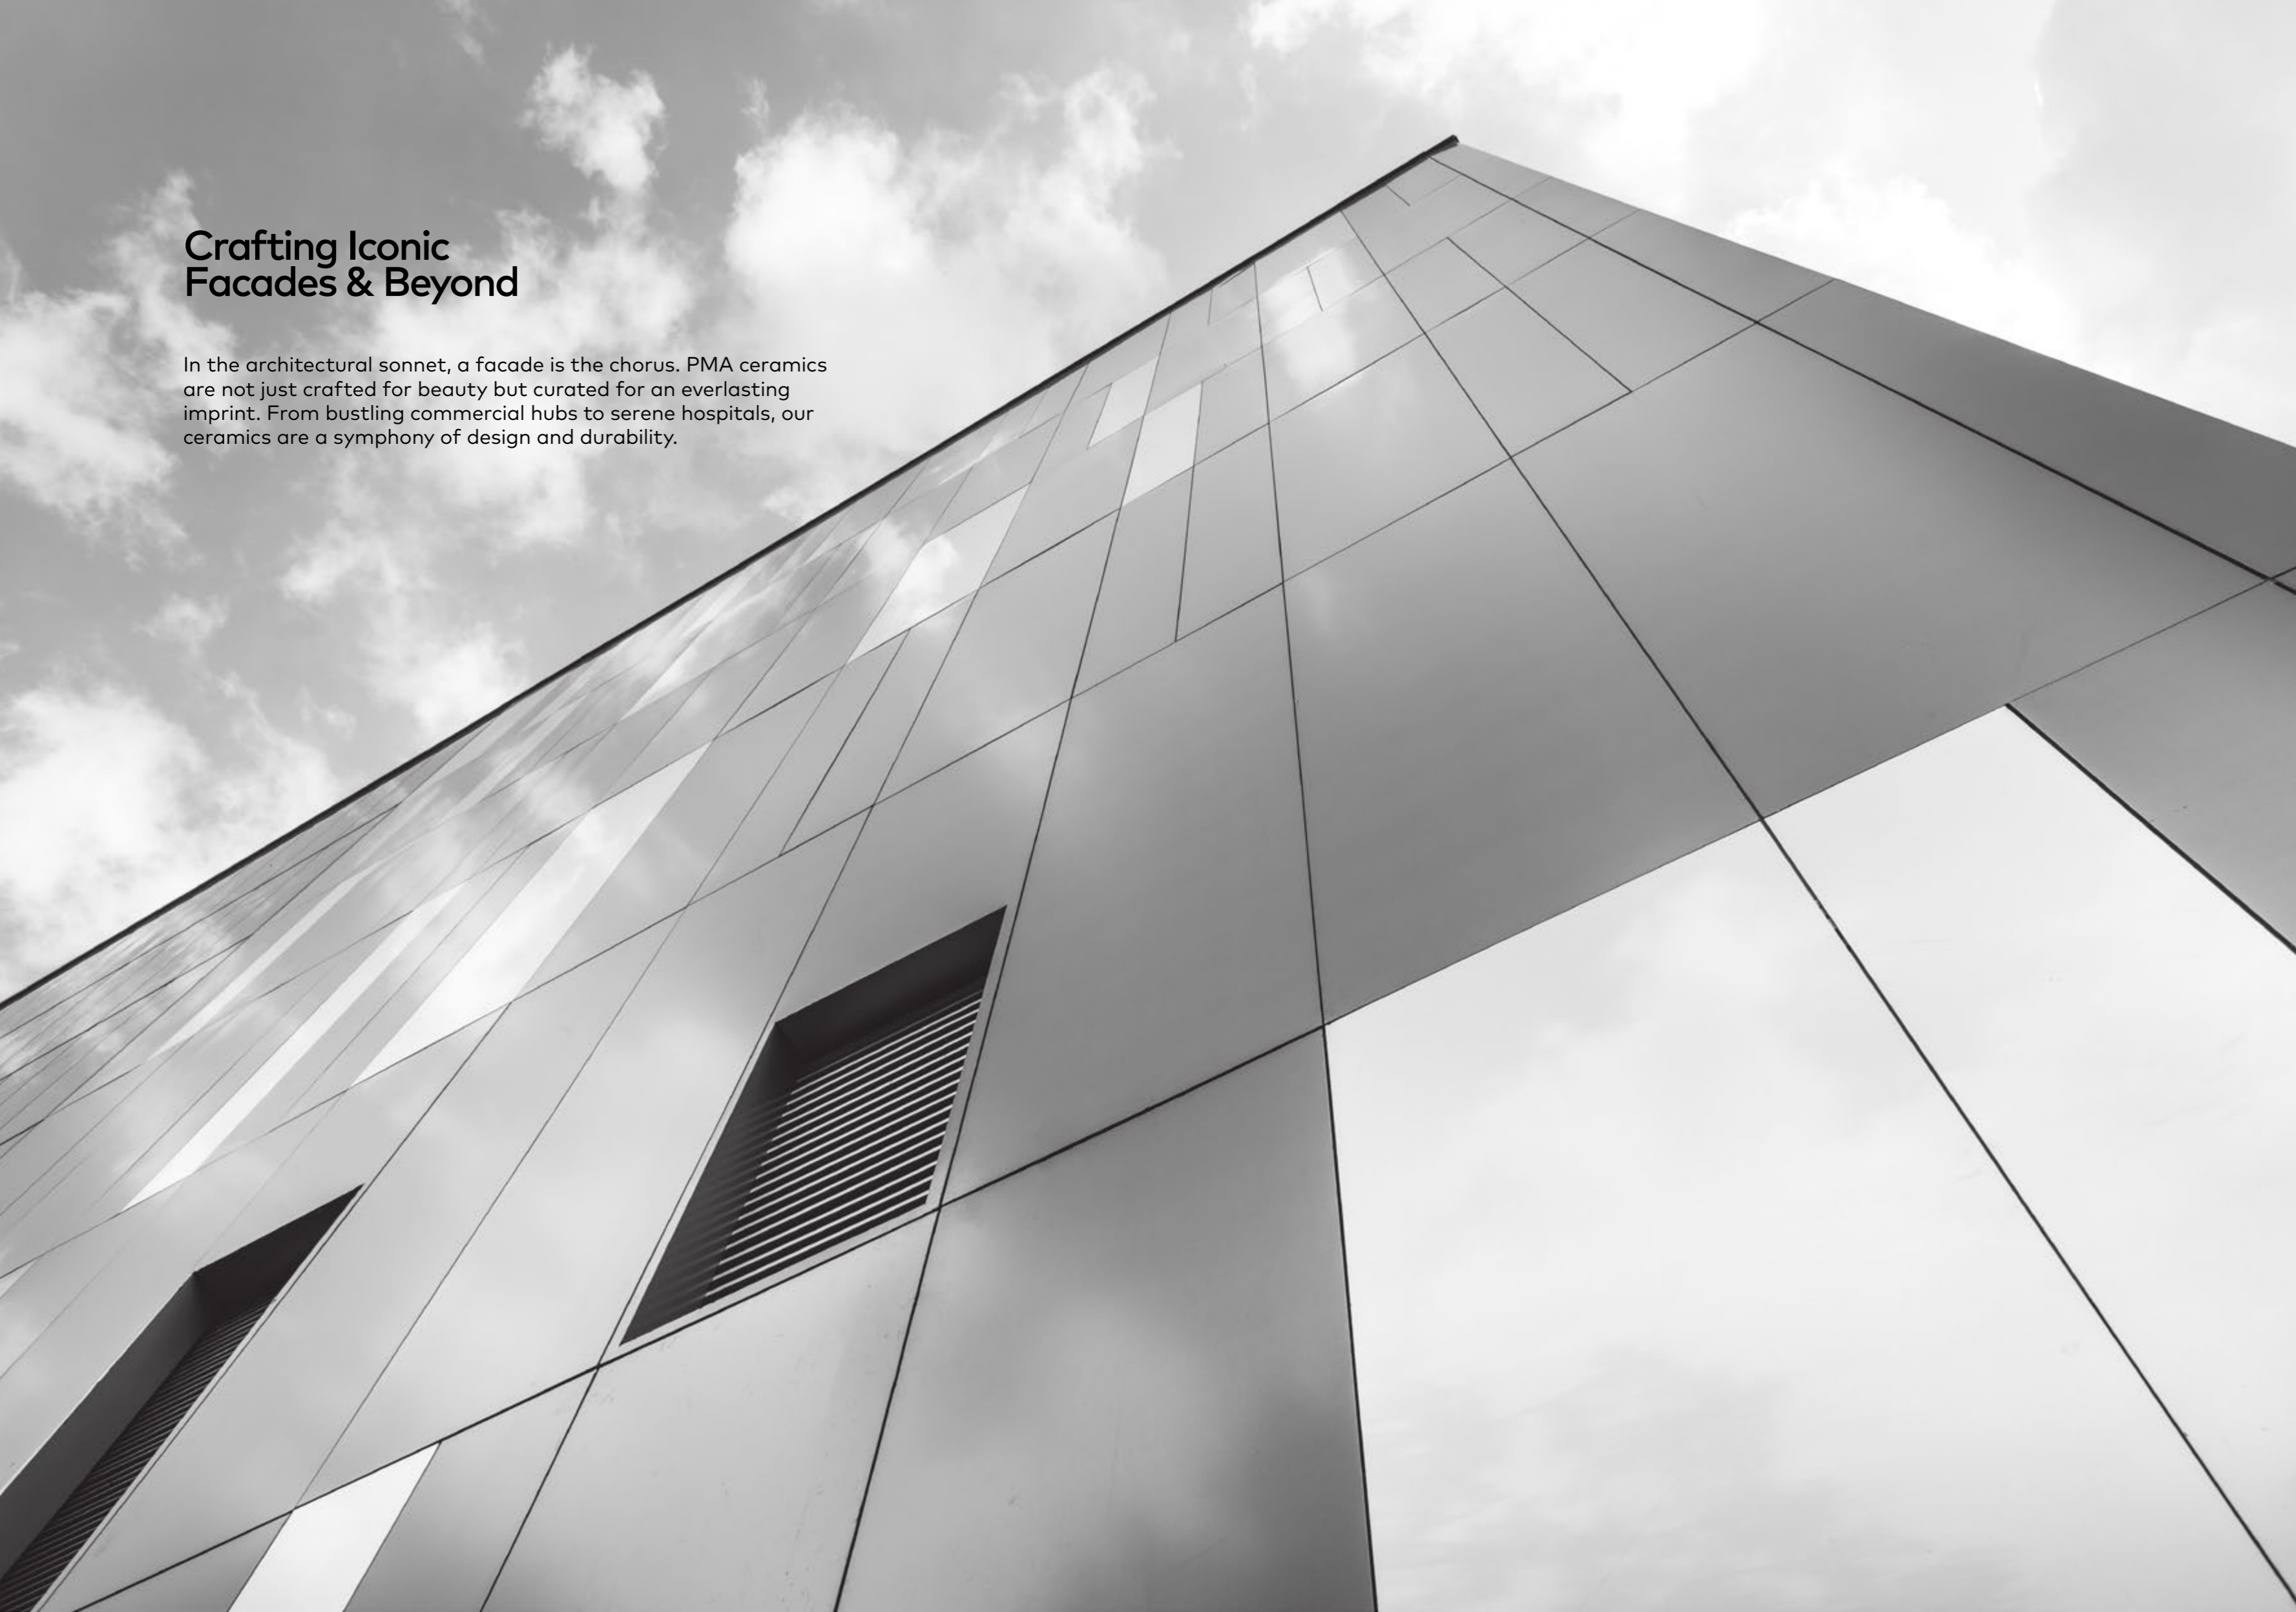 Crafting Iconic
Facades & Beyond
In the architectural sonnet, a facade is the chorus. PMA ceramics
are not just crafted for beauty but curated for an everlasting
imprint. From bustling commercial hubs to serene hospitals, our
ceramics are a symphony of design and durability.